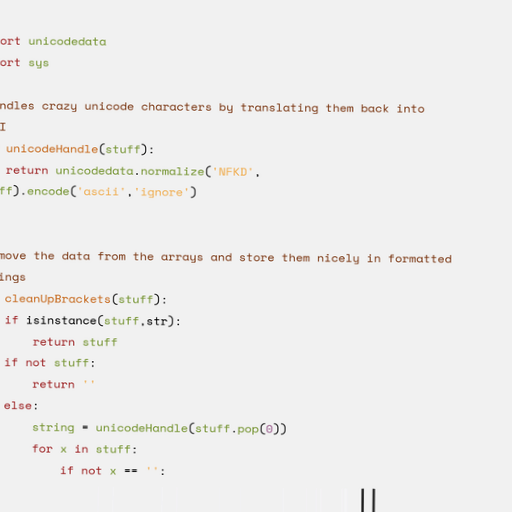 ort unicodedata
ort sys
ndles crazy unicode characters by translating them back into
I
unicodeHandle(stuff):
return unicodedata.normalize('NFKD',
ff).encode('ascii','ignore')
move the data from the arrays and store them nicely in formatted
ings
cleanUpBrackets(stuff):
if isinstance(stuff,str):
return stuff
if not stuff:
return ''
else:
string = unicodeHandle(stuff.pop(0))
for x in stuff:
if not x == '':